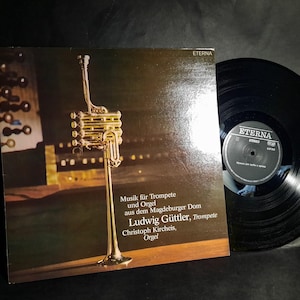 ETERNA
Musik für Trompete
und Orgel
aus dem Magdeburger Dom
Ludwig Güttler, Trompete
Christoph Kircheis,
Orgel
ETERNA